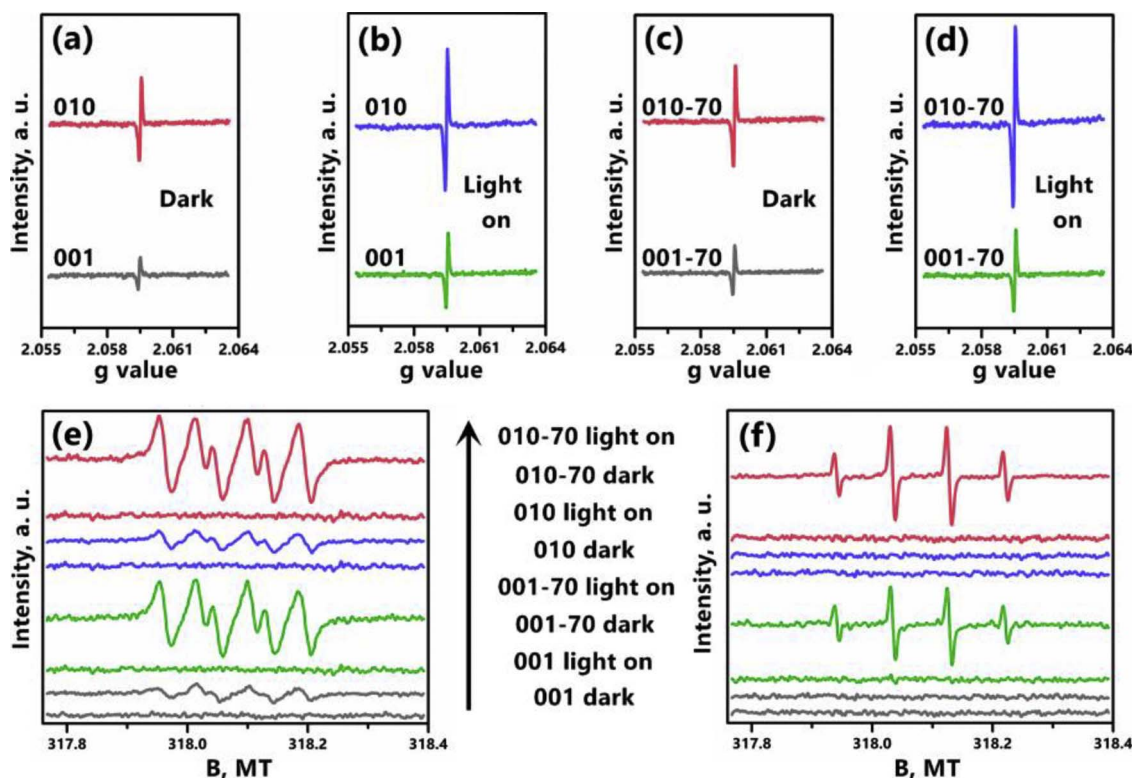 (a)
010
Dark
001
Intensity, a. u.
2.055 2.058 2.061 2.064
g value
(b)
010
Light
on
001
Intensity, a. u.
2.055 2.058 2.061 2.064
g value
(c)
010-70
Dark
001-70
Intensity, a. u.
2.055 2.058 2.061 2.064
g value
(d)
010-70
Light
on
001-70
Intensity, a. u.
2.055 2.058 2.061 2.064
g value
(e)
Intensity, a. u.
317.8 318.0 318.2 318.4
B, MT
010-70 light on
010-70 dark
010 light on
010 dark
001-70 light on
001-70 dark
001 light on
001 dark
(f)
Intensity, a. u.
317.8 318.0 318.2 318.4
B, MT